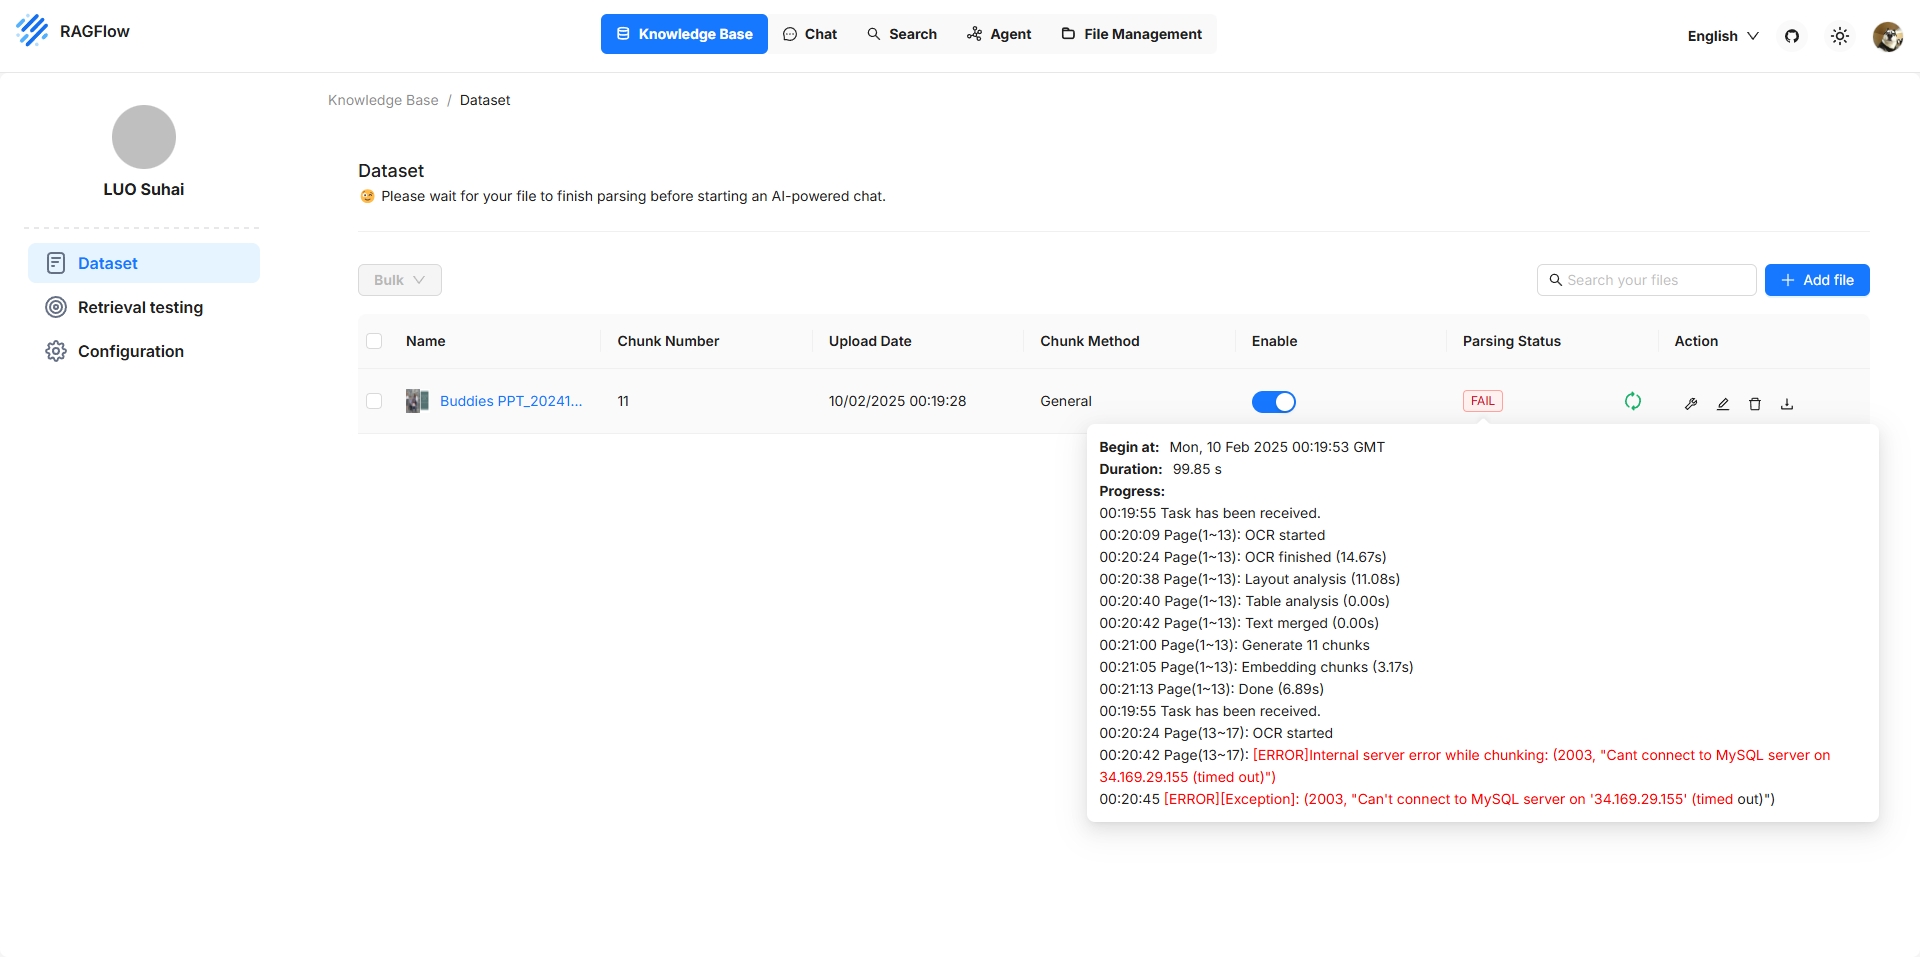 RAGFlow
Knowledge Base
Chat
Search
Agent
File Management
English
LUO Suhai
Dataset
Retrieval testing
Configuration
Knowledge Base / Dataset
Dataset
😉 Please wait for your file to finish parsing before starting an AI-powered chat.
Bulk
Search your files
+ Add file
Name Chunk Number Upload Date Chunk Method Enable Parsing Status Action
Buddies PPT_20241... 11 10/02/2025 00:19:28 General FAIL
Begin at: Mon, 10 Feb 2025 00:19:53 GMT
Duration: 99.85 s
Progress:
00:19:55 Task has been received.
00:20:09 Page(1~13): OCR started
00:20:24 Page(1~13): OCR finished (14.67s)
00:20:38 Page(1~13): Layout analysis (11.08s)
00:20:40 Page(1~13): Table analysis (0.00s)
00:20:42 Page(1~13): Text merged (0.00s)
00:21:00 Page(1~13): Generate 11 chunks
00:21:05 Page(1~13): Embedding chunks (3.17s)
00:21:13 Page(1~13): Done (6.89s)
00:19:55 Task has been received.
00:20:24 Page(13~17): OCR started
00:20:42 Page(13~17): [ERROR]Internal server error while chunking: (2003, "Cant connect to MySQL server on
34.169.29.155 (timed out)")
00:20:45 [ERROR][Exception]: (2003, "Can't connect to MySQL server on '34.169.29.155' (timed out)")